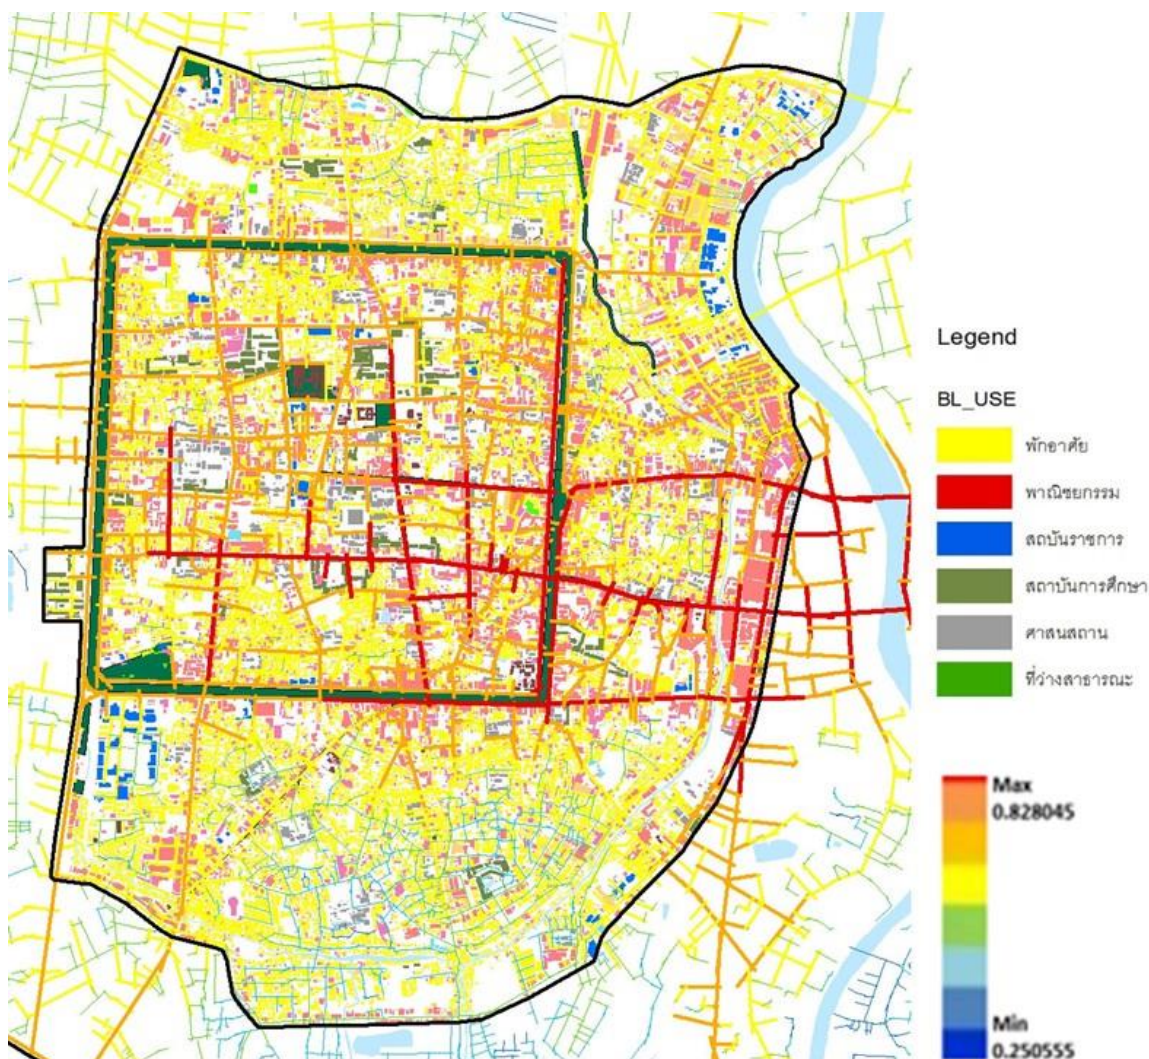 Legend
BL_USE
พักอาศัย
พาณิชยกรรม
สถบันราชการ
สถาบันการศึกษา
ศาสนสถาน
ที่ว่างสาธารณะ
Max
0.828045
Min
0.250555